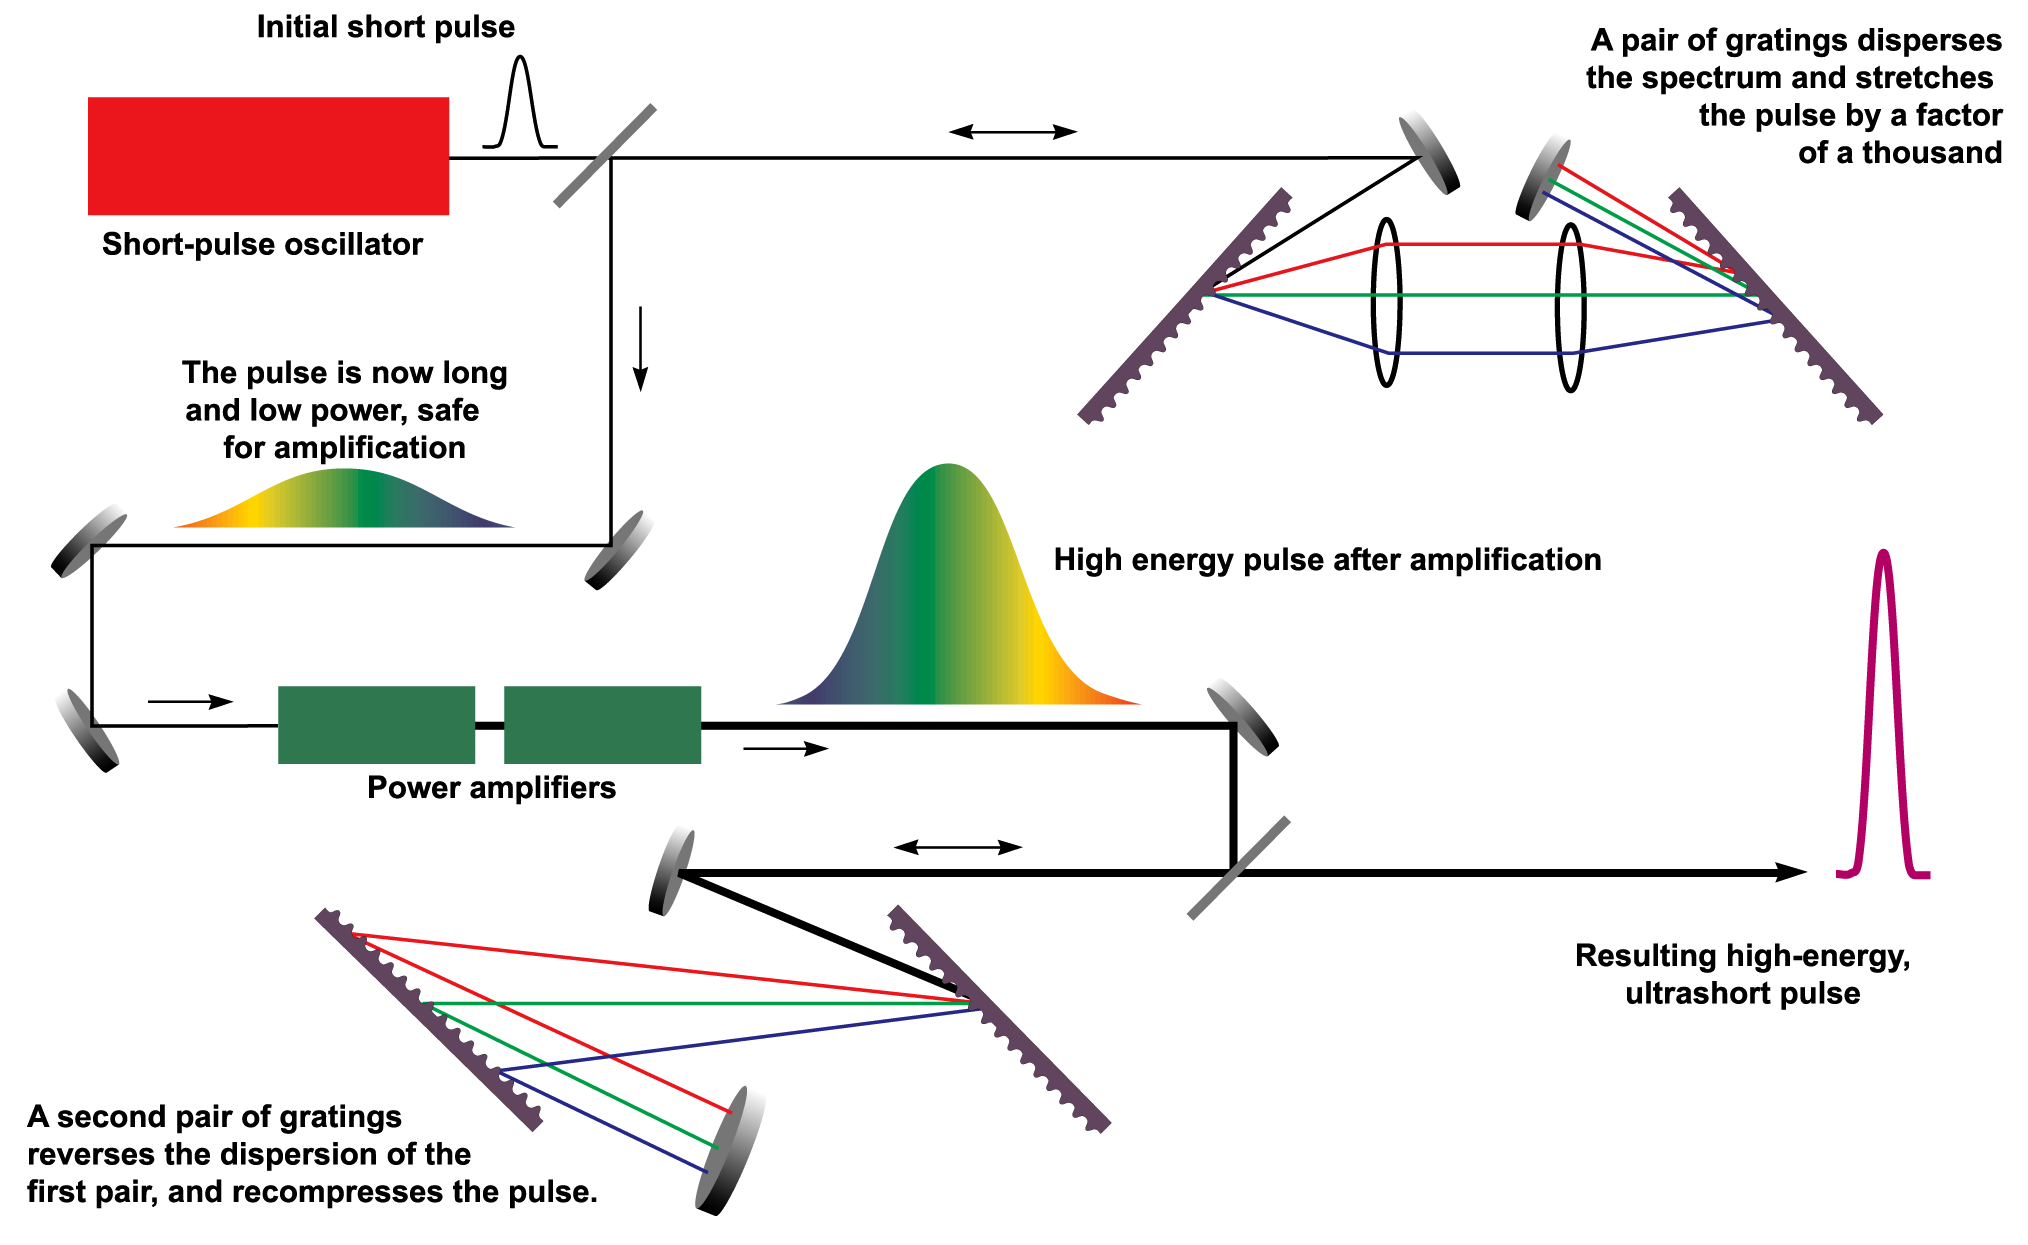 Initial short pulse
A pair of gratings disperses
the spectrum and stretches
the pulse by a factor
of a thousand
Short-pulse oscillator
The pulse is now long
and low power, safe
for amplification
High energy pulse after amplification
Power amplifiers
Resulting high-energy,
ultrashort pulse
A second pair of gratings
reverses the dispersion of the
first pair, and recompresses the pulse.